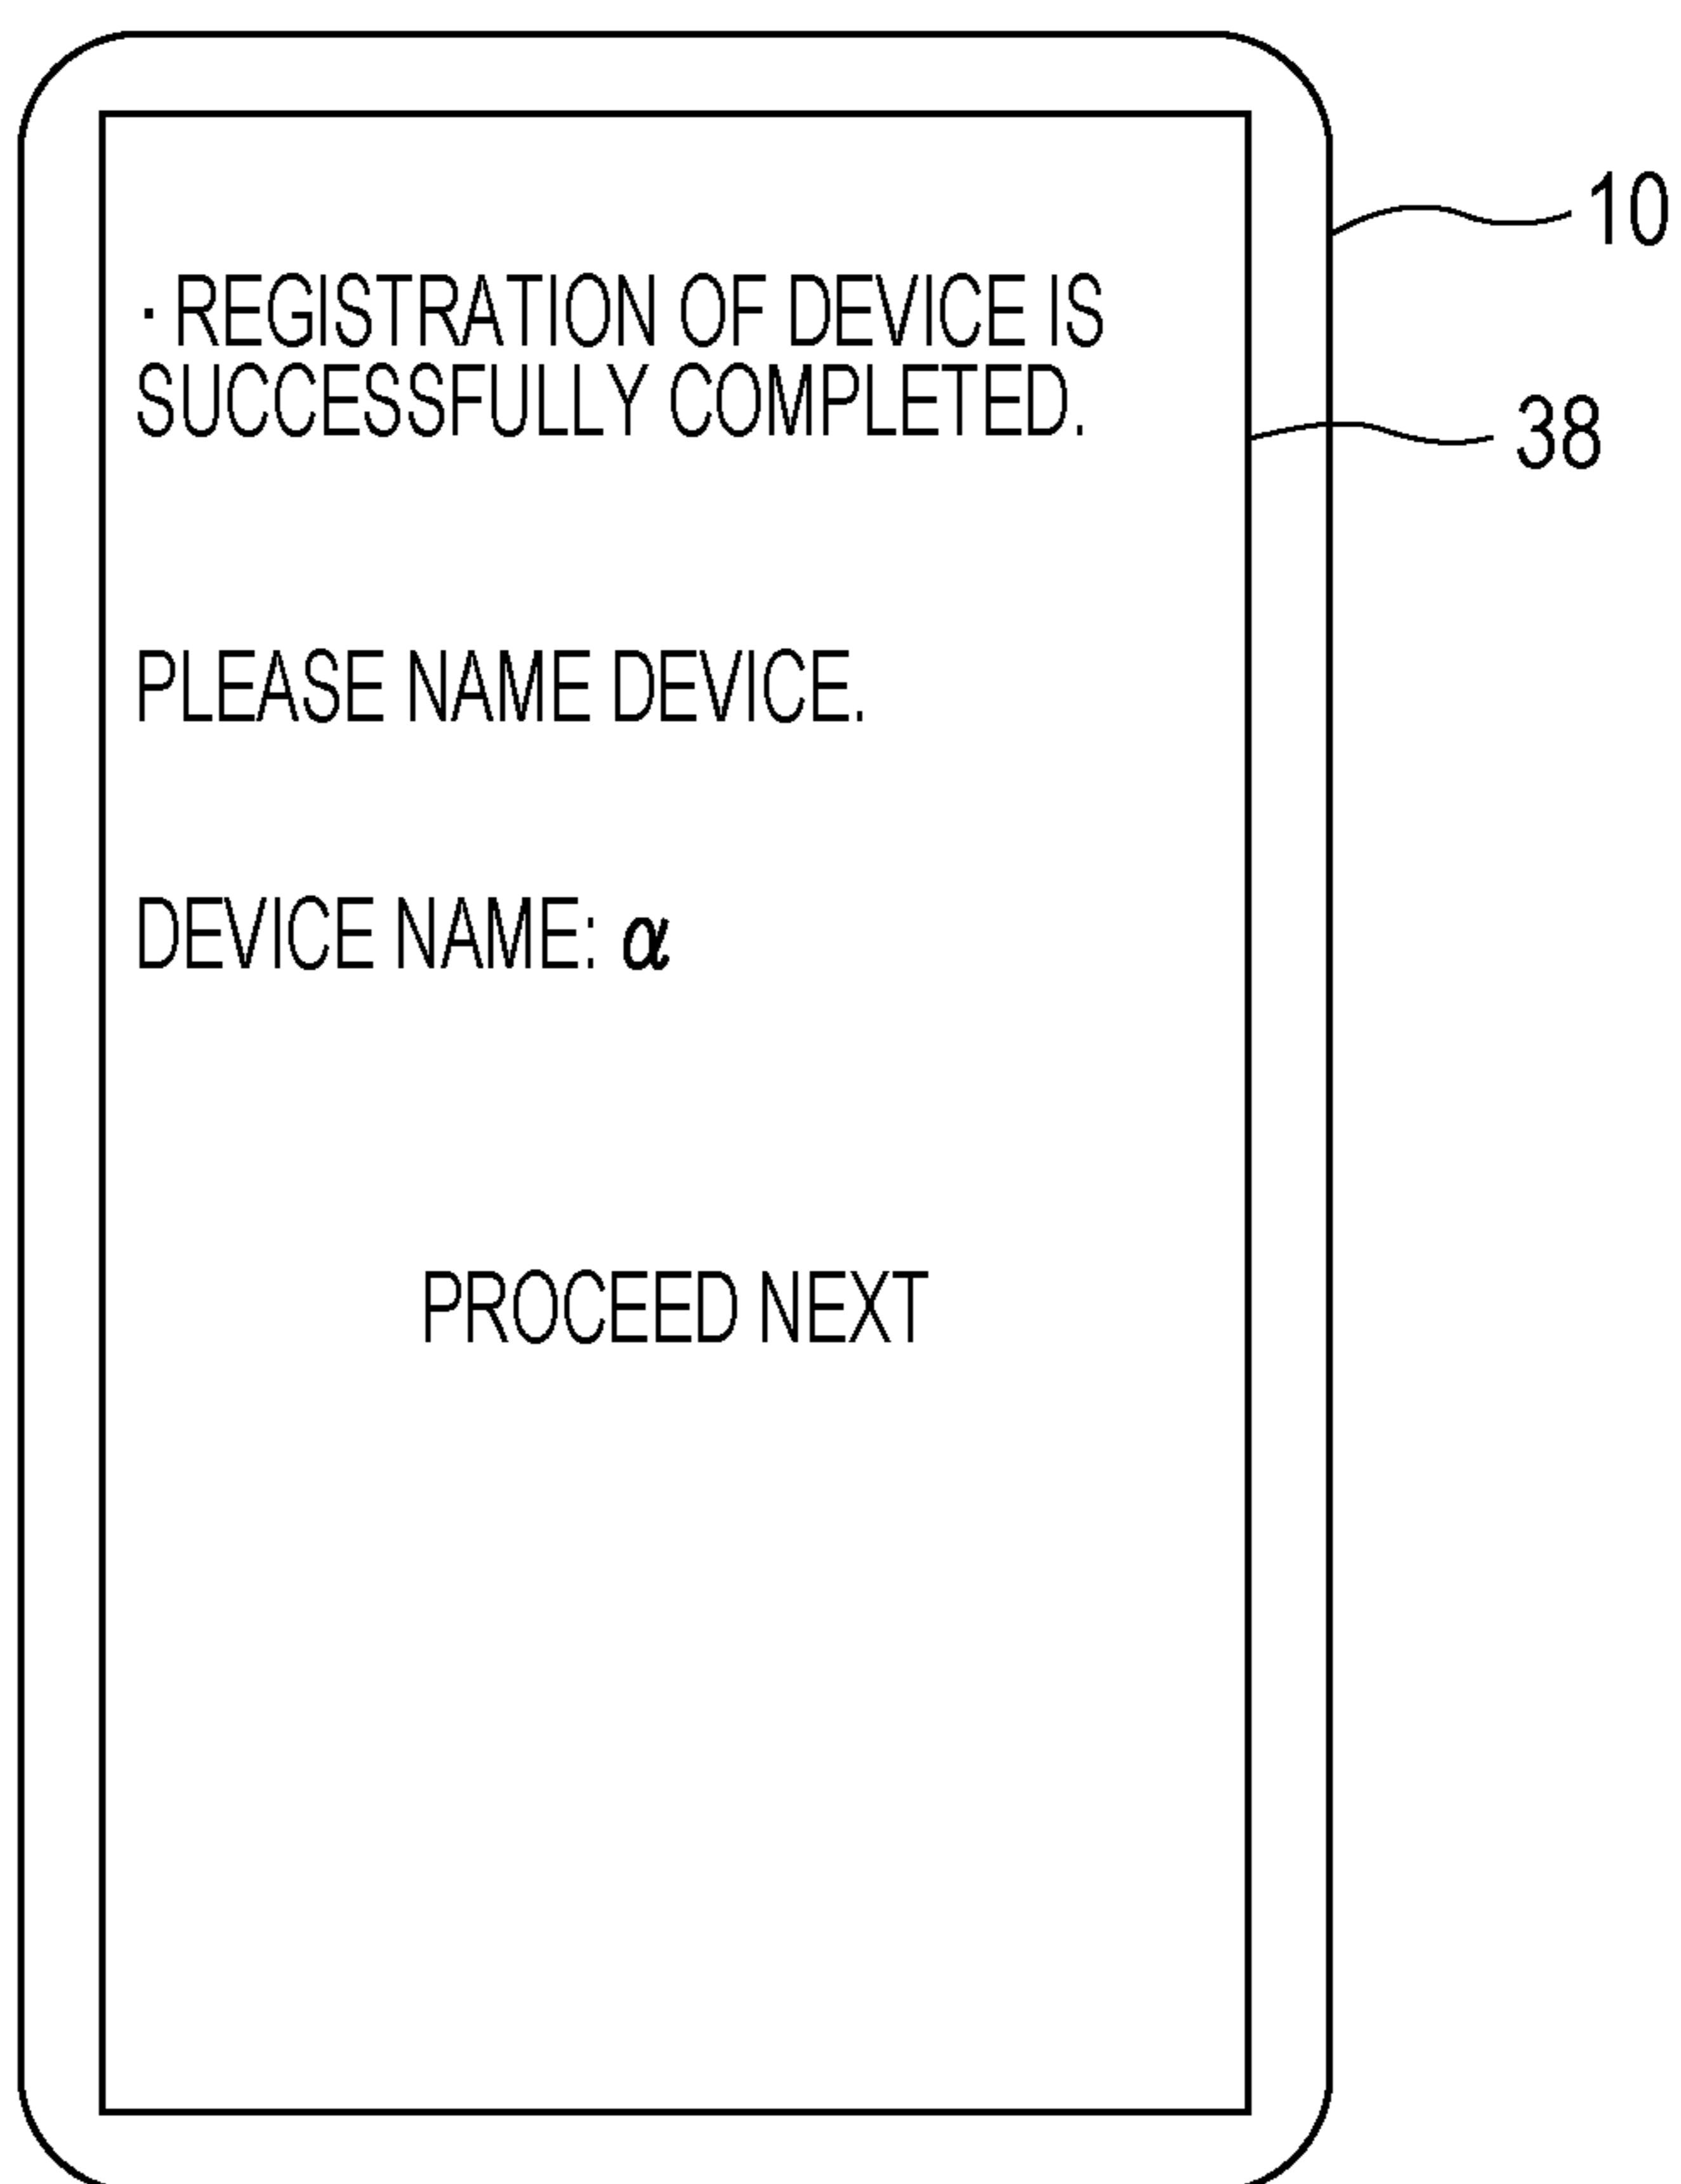 10
· REGISTRATION OF DEVICE IS
SUCCESSFULLY COMPLETED.
38
PLEASE NAME DEVICE.
DEVICE NAME: α
PROCEED NEXT